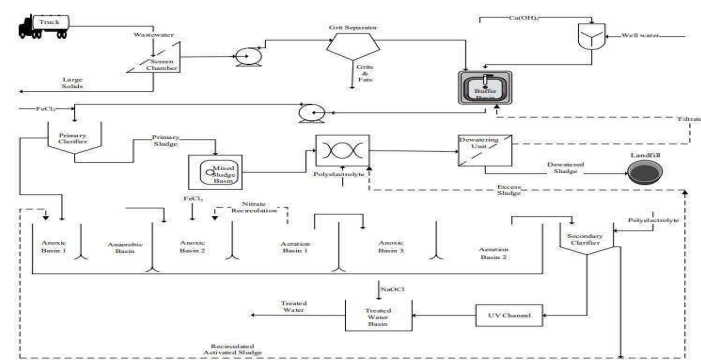 Truck
Wastewater
Screen
Chamber
Large
Solids
Grit Separator
Grits
&
Fats
Ca(OH)₂
Well water
Buffer
Basin
Filtrate
FeCl₃
Primary
Clarifier
Primary
Sludge
Mixed
Sludge
Basin
Polyelectrolyte
Dewatering
Unit
Dewatered
Sludge
Landfill
Excess
Sludge
FeCl₃
Nitrate
Recirculation
Anoxic
Basin 1
Anaerobic
Basin
Anoxic
Basin 2
Aeration
Basin 1
Anoxic
Basin 3
Aeration
Basin 2
Secondary
Clarifier
Polyelectrolyte
NaOCl
Treated
Water
Treated
Water
Basin
UV Channel
Recirculated
Activated Sludge